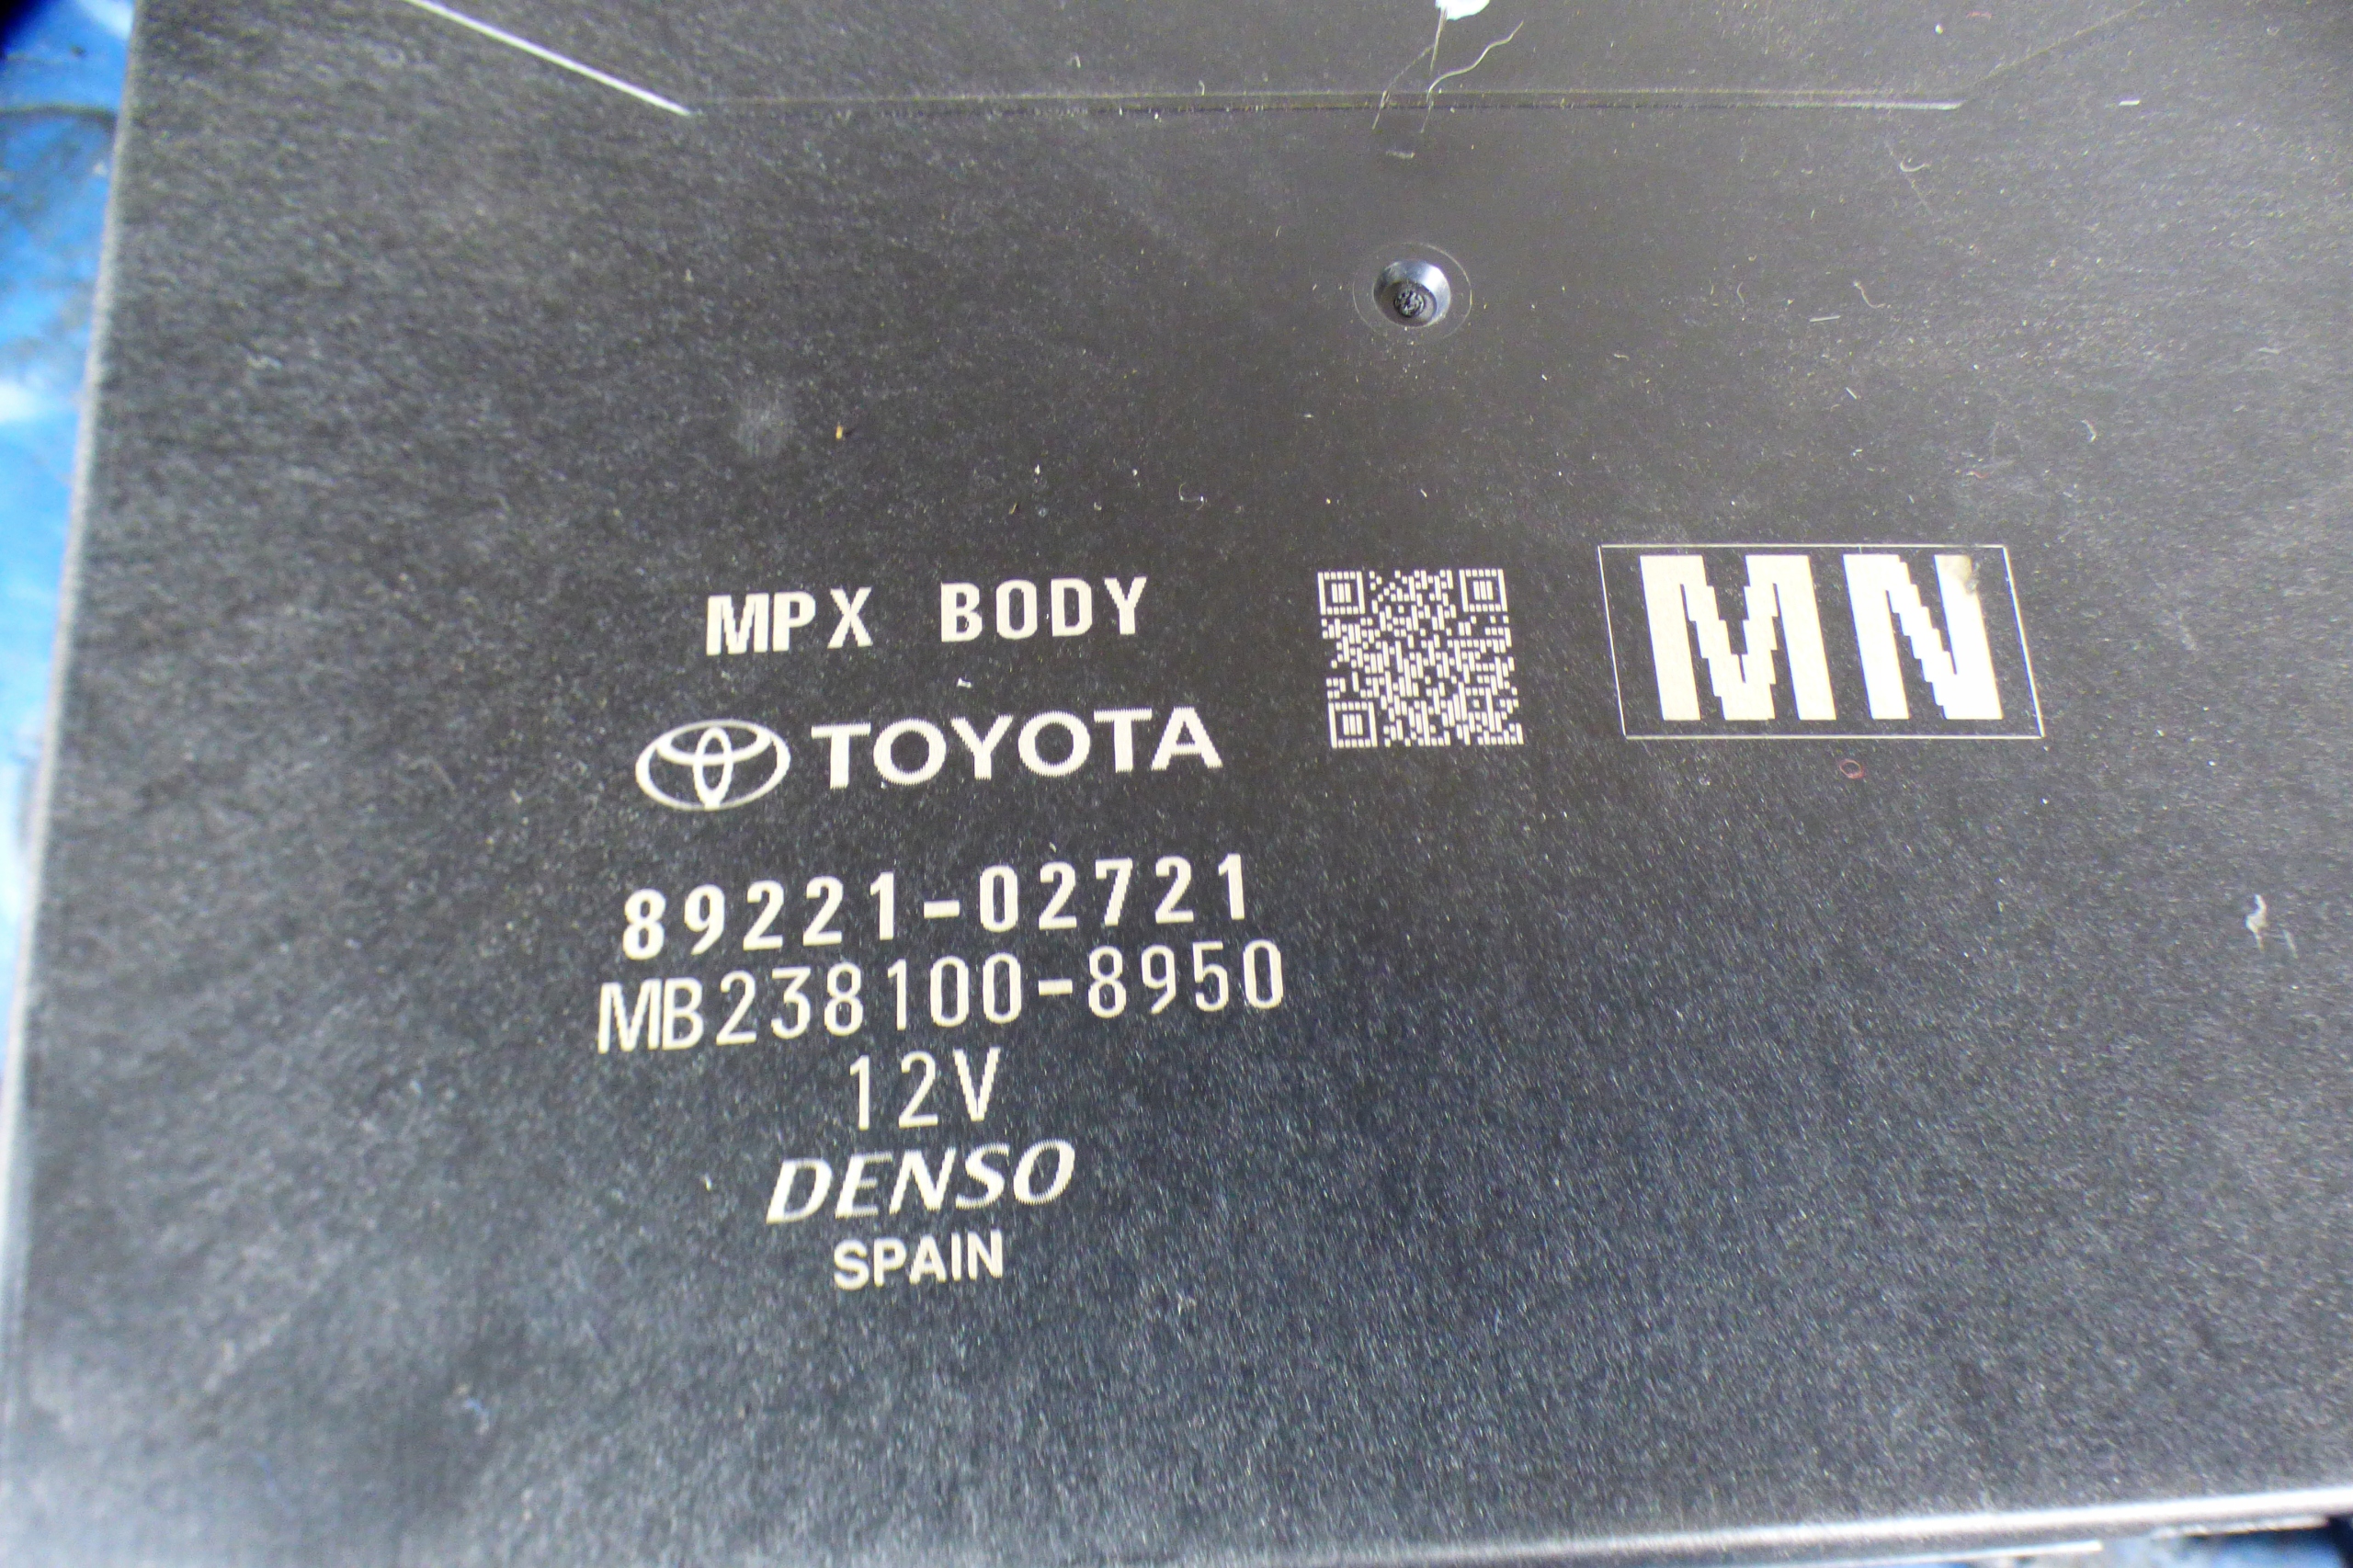 MPX BODY
TOYOTA
MN
89221-02721
MB238100-8950
12V
DENSO
SPAIN